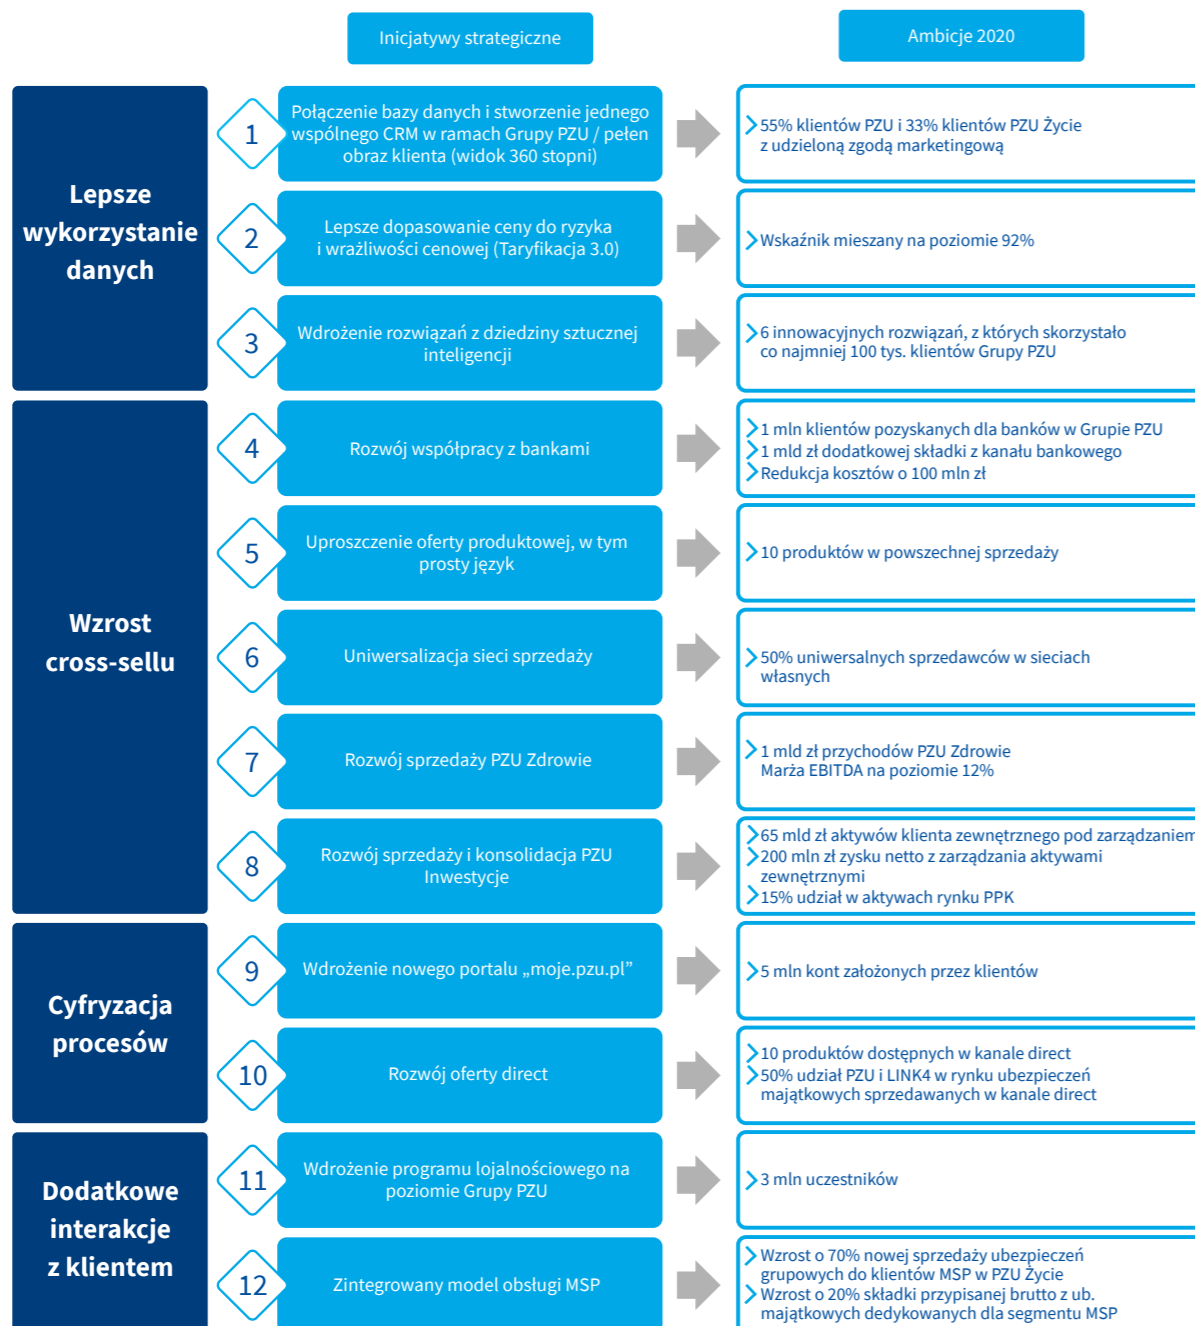 Inicjatywy strategiczne
Ambicje 2020
Lepsze
wykorzystanie
danych
1
Połączenie bazy danych i stworzenie jednego
wspólnego CRM w ramach Grupy PZU / pełen
obraz klienta (widok 360 stopni)
55% klientów PZU i 33% klientów PZU Życie
z udzieloną zgodą marketingową
2
Lepsze dopasowanie ceny do ryzyka
i wrażliwości cenowej (Taryfikacja 3.0)
Wskaźnik mieszany na poziomie 92%
3
Wdrożenie rozwiązań z dziedziny sztucznej
inteligencji
6 innowacyjnych rozwiązań, z których skorzystało
co najmniej 100 tys. klientów Grupy PZU
Wzrost
cross-sellu
4
Rozwój współpracy z bankami
1 mln klientów pozyskanych dla banków w Grupie PZU
1 mld zł dodatkowej składki z kanału bankowego
Redukcja kosztów o 100 mln zł
5
Uproszczenie oferty produktowej, w tym
prosty język
10 produktów w powszechnej sprzedaży
6
Uniwersalizacja sieci sprzedaży
50% uniwersalnych sprzedawców w sieciach
własnych
7
Rozwój sprzedaży PZU Zdrowie
1 mld zł przychodów PZU Zdrowie
Marża EBITDA na poziomie 12%
8
Rozwój sprzedaży i konsolidacja PZU
Inwestycje
65 mld zł aktywów klienta zewnętrznego pod zarządzaniem
200 mln zł zysku netto z zarządzania aktywami
zewnętrznymi
15% udział w aktywach rynku PPK
Cyfryzacja
procesów
9
Wdrożenie nowego portalu „moje.pzu.pl”
5 mln kont założonych przez klientów
10
Rozwój oferty direct
10 produktów dostępnych w kanale direct
50% udział PZU i LINK4 w rynku ubezpieczeń
majątkowych sprzedawanych w kanale direct
Dodatkowe
interakcje
z klientem
11
Wdrożenie programu lojalnościowego na
poziomie Grupy PZU
3 mln uczestników
12
Zintegrowany model obsługi MSP
Wzrost o 70% nowej sprzedaży ubezpieczeń
grupowych do klientów MSP w PZU Życie
Wzrost o 20% składki przypisanej brutto z ub.
majątkowych dedykowanych dla segmentu MSP